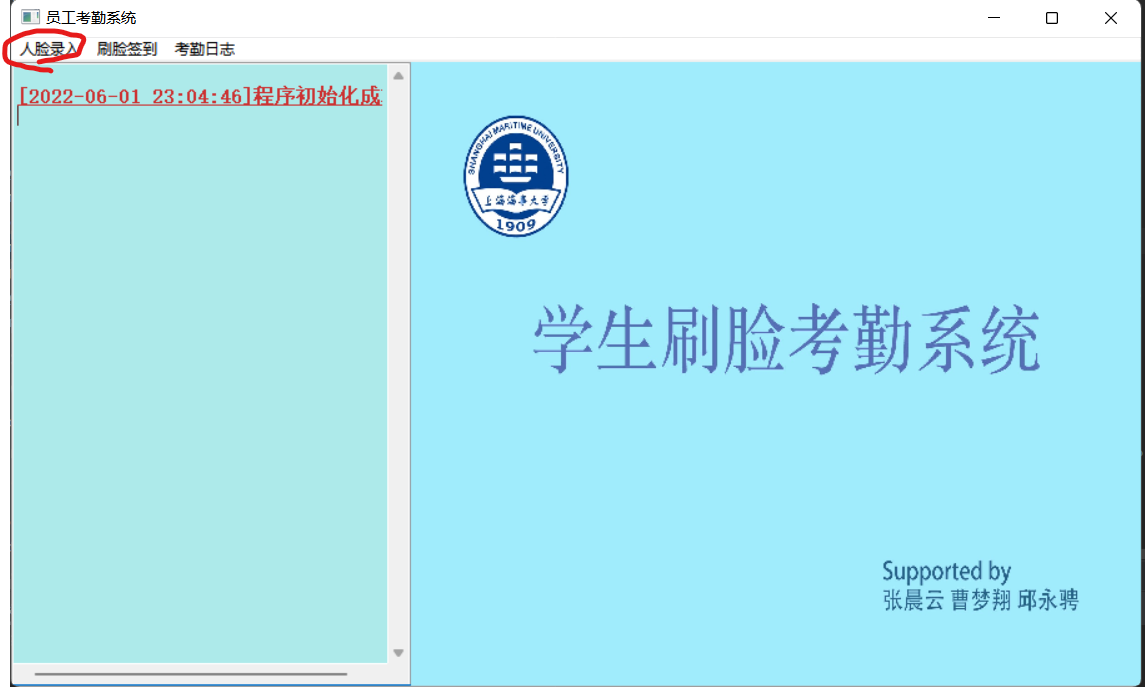 员工考勤系统
人脸录入 刷脸签到 考勤日志
[2022-06-01 23:04:46]程序初始化成
SHANGHAI MARITIME UNIVERSITY
上海海事大学
1909
学生刷脸考勤系统
Supported by
张晨云 曹梦翔 邱永骋